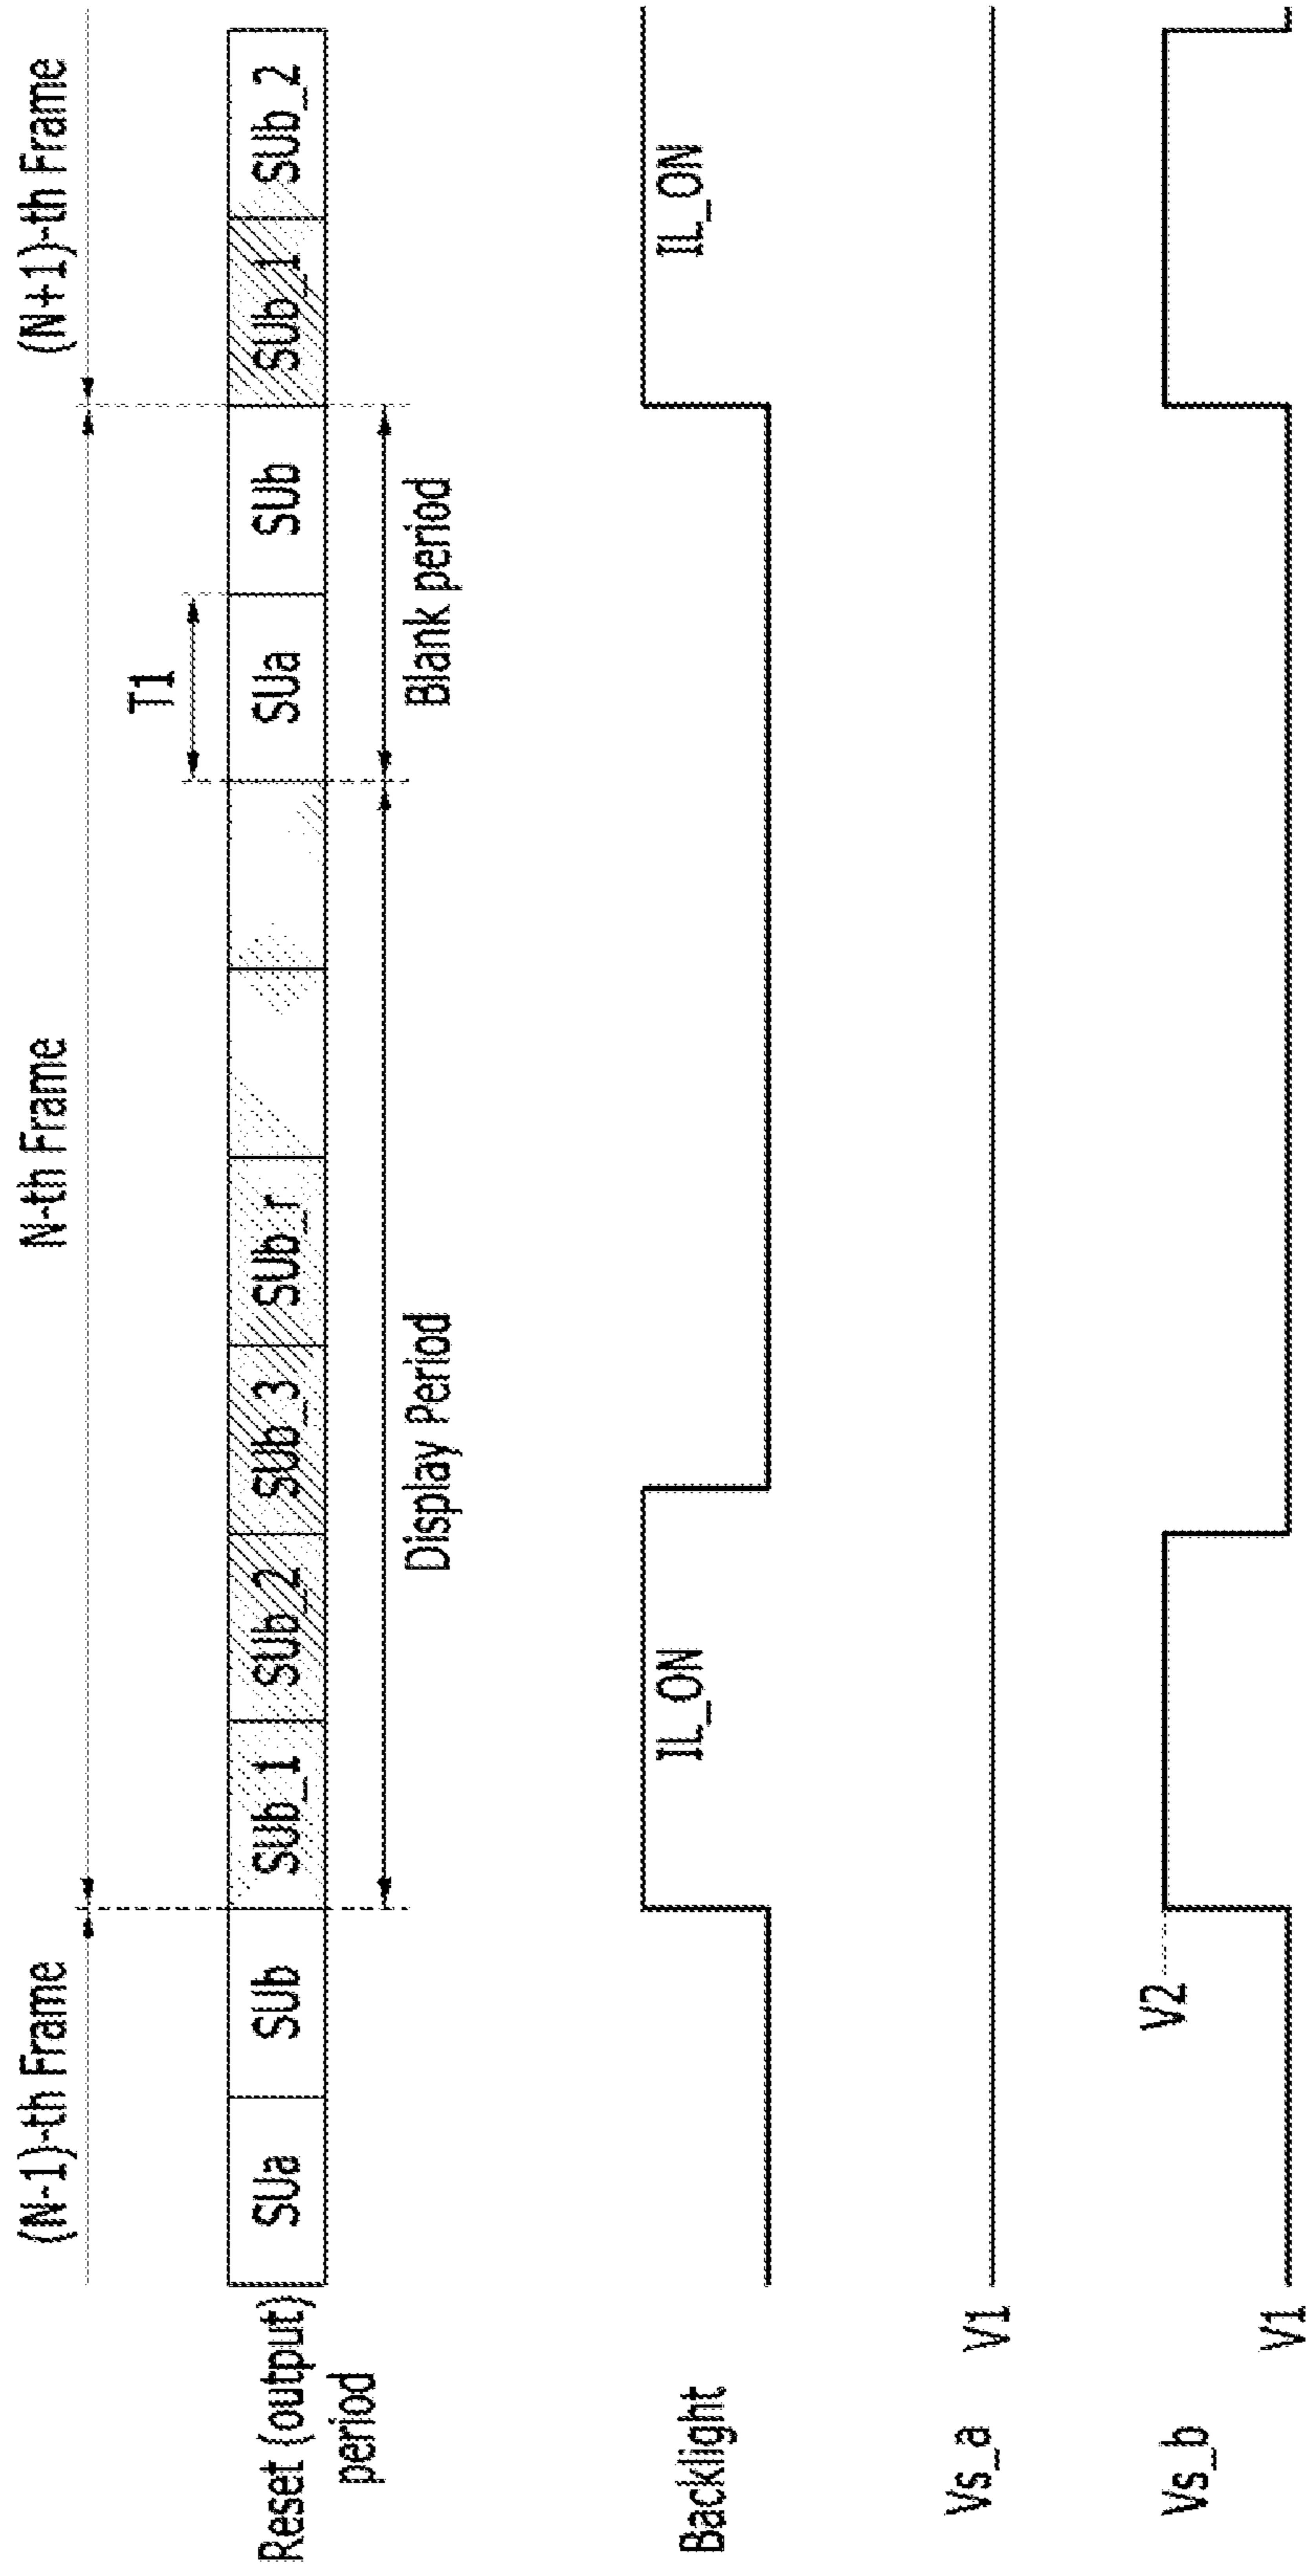 (N-1)-th Frame
N-th Frame
(N+1)-th Frame
T1
Reset (output)
period
SUa
SUb
SUb_1
SUb_2
SUb_3
SUb_r
SUa
SUb
SUb_1
SUb_2
Display Period
Blank period
Backlight
IL_ON
IL_ON
Vs_a
V1
V2
Vs_b
V1